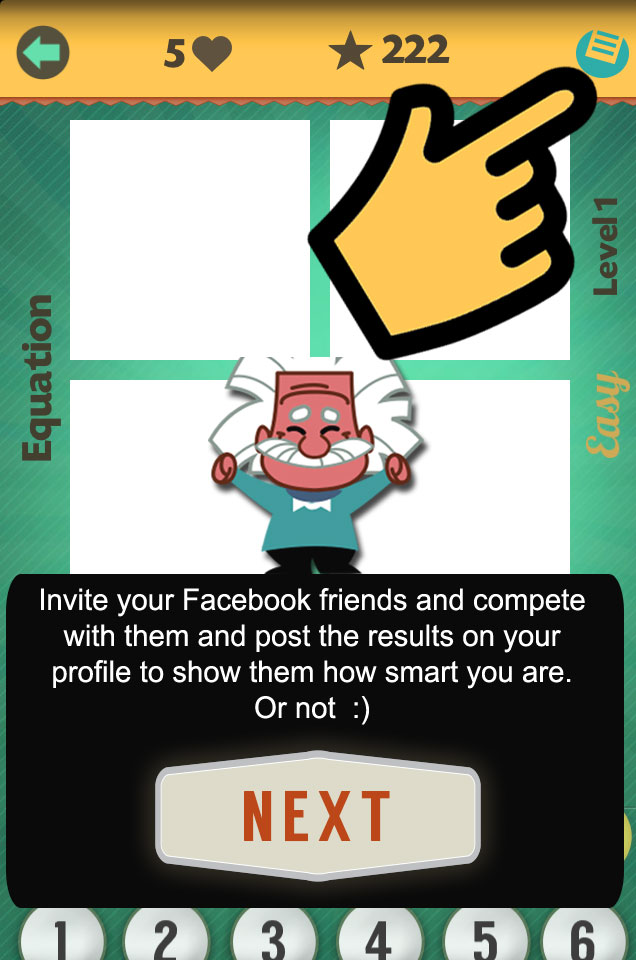 5
222
Level 1
Equation
Easy
Invite your Facebook friends and compete
with them and post the results on your
profile to show them how smart you are.
Or not :)
NEXT
1 2 3 4 5 6